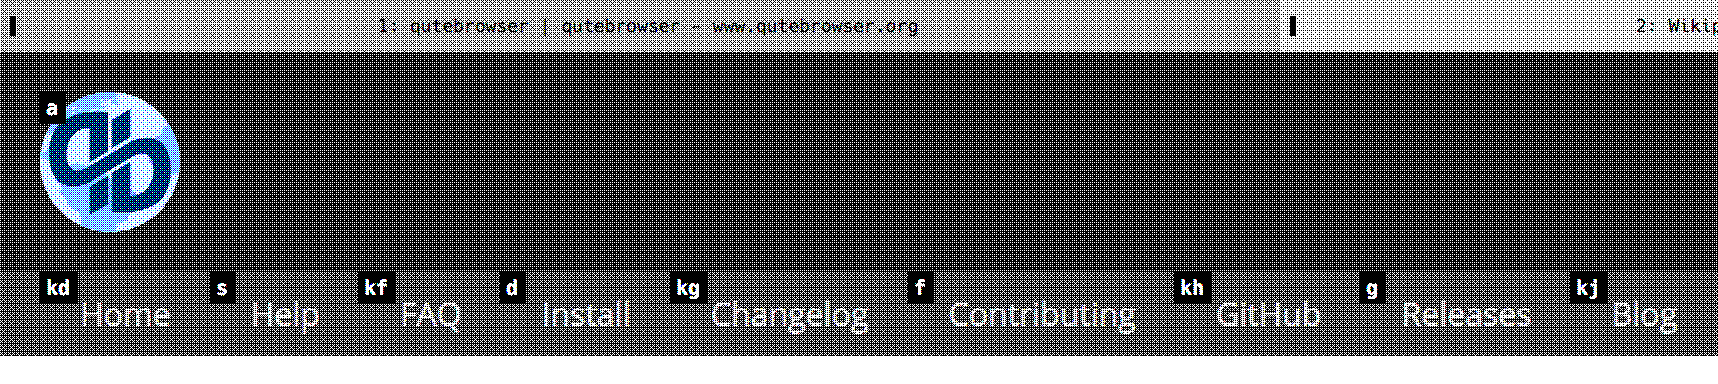 1: qutebrowser | qutebrowser - www.qutebrowser.org
2: Wikip
a
kd s kf d kg f kh g kj
Home Help FAQ Install Changelog Contributing GitHub Releases Blog